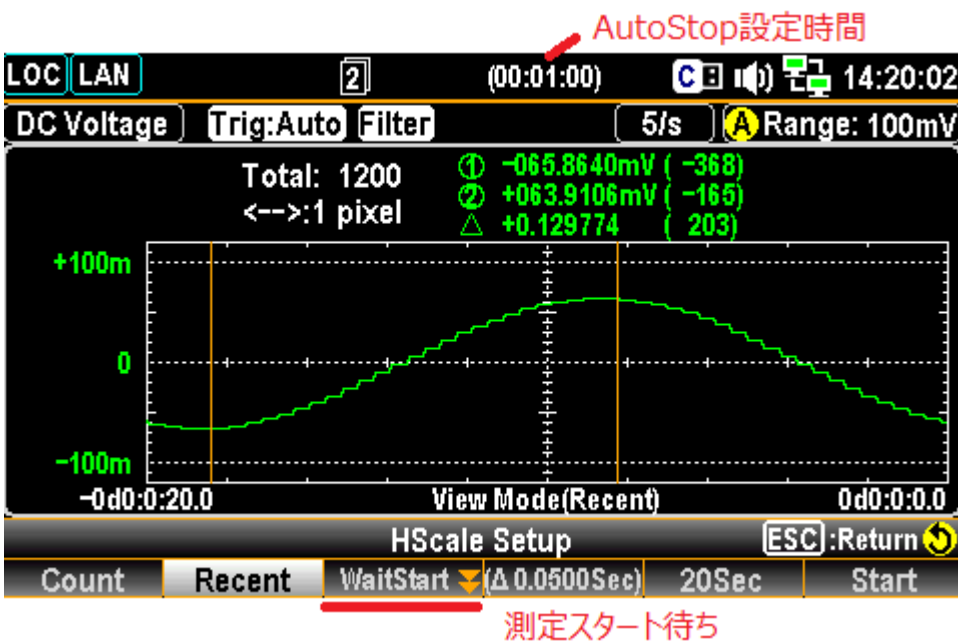 AutoStop設定時間
LOC LAN 2 (00:01:00) C 14:20:02
DC Voltage Trig:Auto Filter 5/s A Range: 100mV
Total: 1200
<-->:1 pixel
① -065.8640mV ( -368)
② +063.9106mV ( -165)
△ +0.129774 ( 203)
+100m
0
-100m
-0d0:0:20.0 View Mode(Recent) 0d0:0:0.0
HScale Setup ESC :Return
Count Recent WaitStart (Δ 0.0500Sec) 20Sec Start
測定スタート待ち